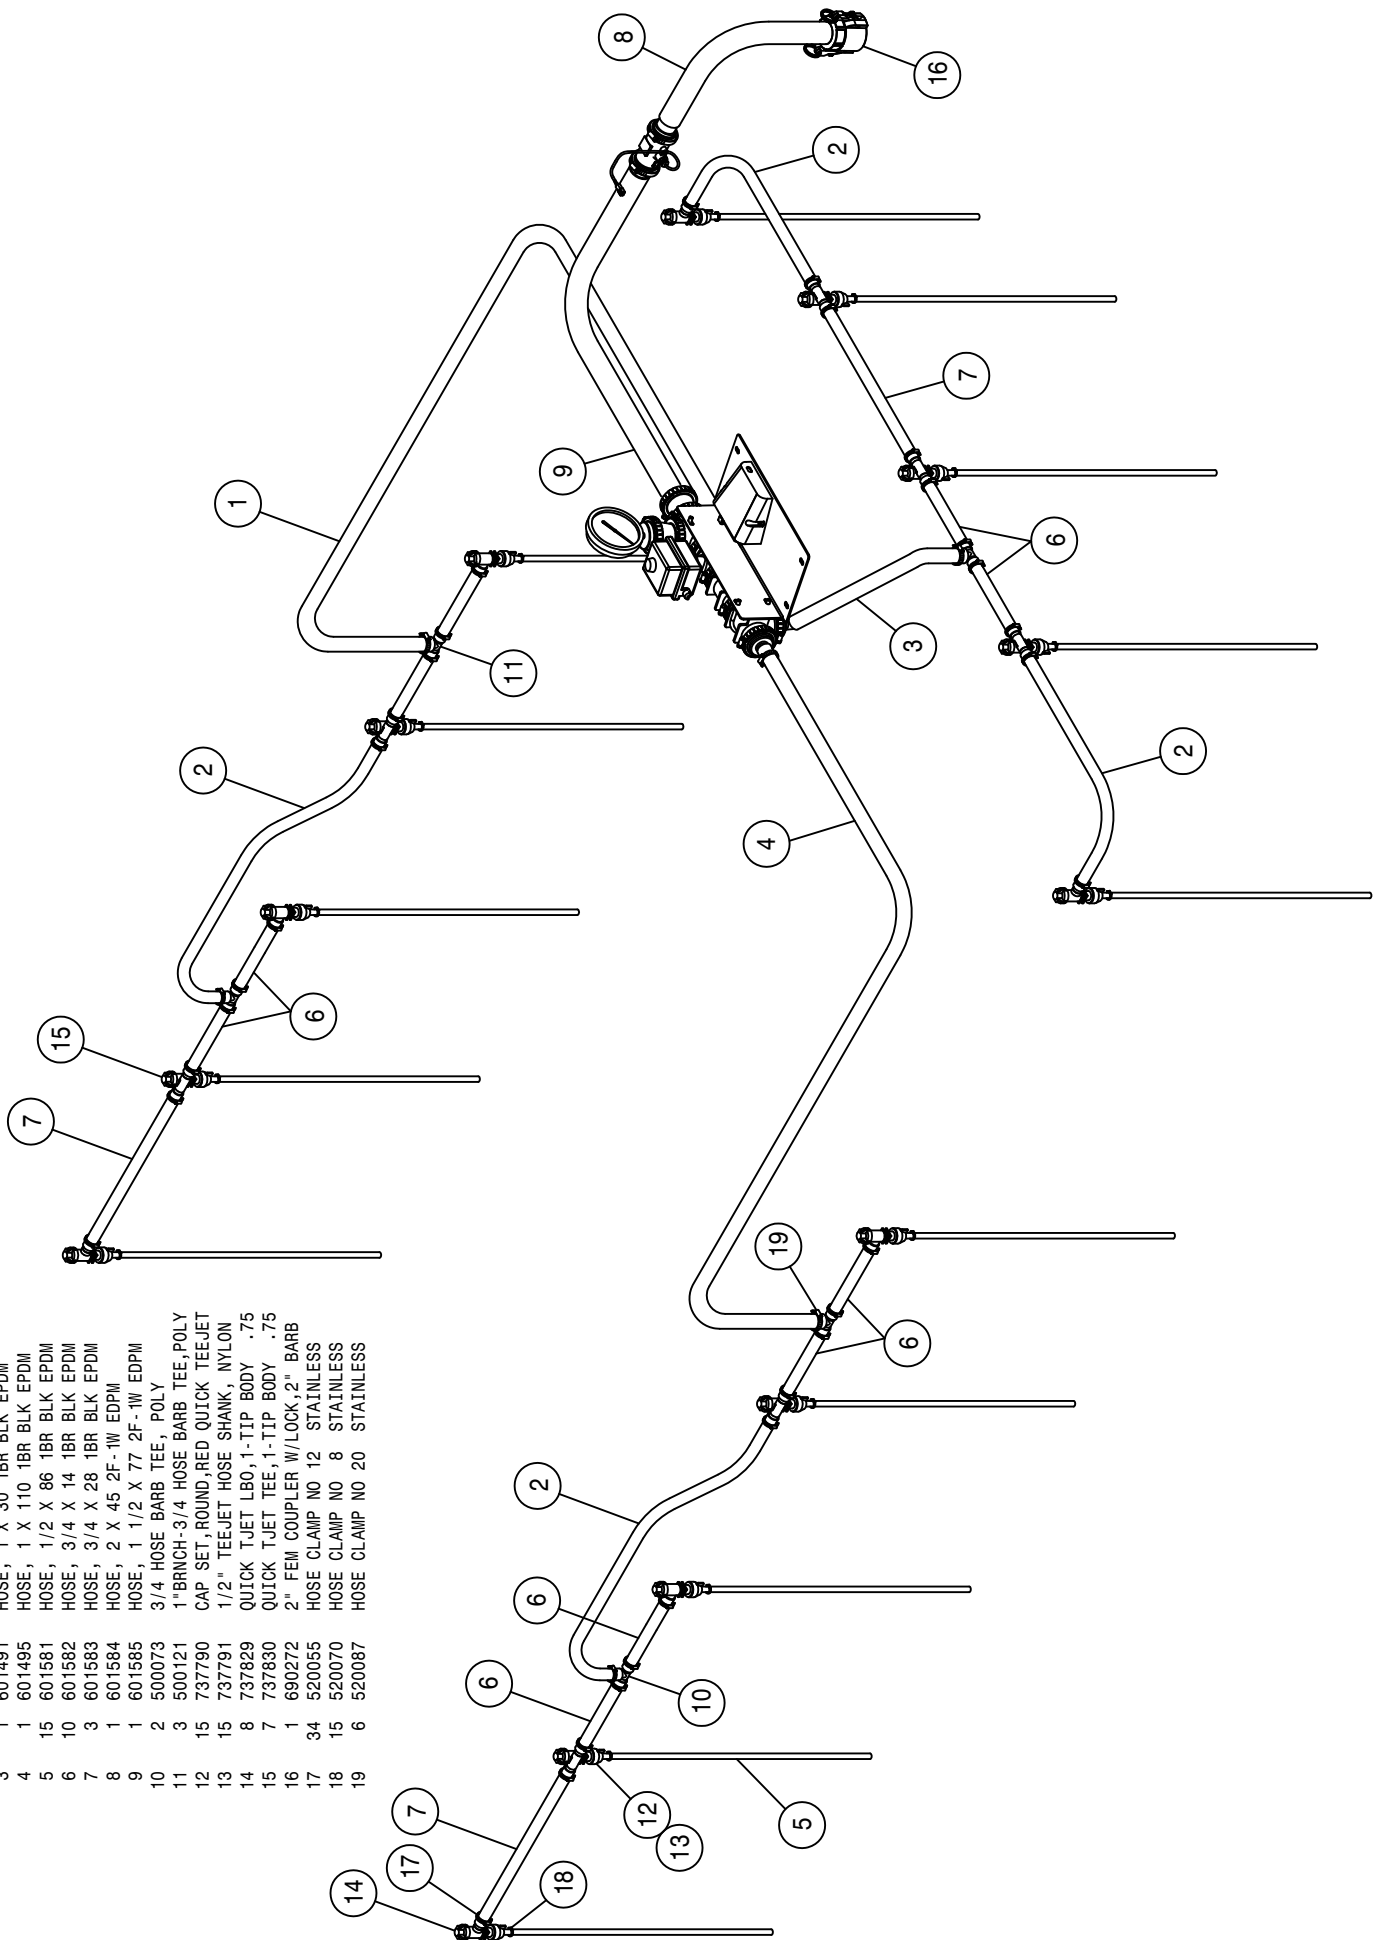 3 1 601491 HOSE, 1 X 30 1BR BLK EPDM
4 1 601495 HOSE, 1 X 110 1BR BLK EPDM
5 15 601581 HOSE, 1/2 X 86 1BR BLK EPDM
6 10 601582 HOSE, 3/4 X 14 1BR BLK EPDM
7 3 601583 HOSE, 3/4 X 28 1BR BLK EPDM
8 1 601584 HOSE, 2 X 45 2F-1W EDPM
9 1 601585 HOSE, 1 1/2 X 77 2F-1W EDPM
10 2 500073 3/4 HOSE BARB TEE, POLY
11 3 500121 1"BRNCH-3/4 HOSE BARB TEE,POLY
12 15 737790 CAP SET,ROUND,RED QUICK TEEJET
13 15 737791 1/2" TEEJET HOSE SHANK, NYLON
14 8 737829 QUICK TJET LBO,1-TIP BODY .75
15 7 737830 QUICK TJET TEE,1-TIP BODY .75
16 1 690272 2" FEM COUPLER W/LOCK,2" BARB
17 34 520055 HOSE CLAMP NO 12 STAINLESS
18 15 520070 HOSE CLAMP NO 8 STAINLESS
19 6 520087 HOSE CLAMP NO 20 STAINLESS
14
17
18
7
12
13
5
6
10
6
2
19
6
7
15
6
2
11
1
9
4
3
8
16
2
7
6
2